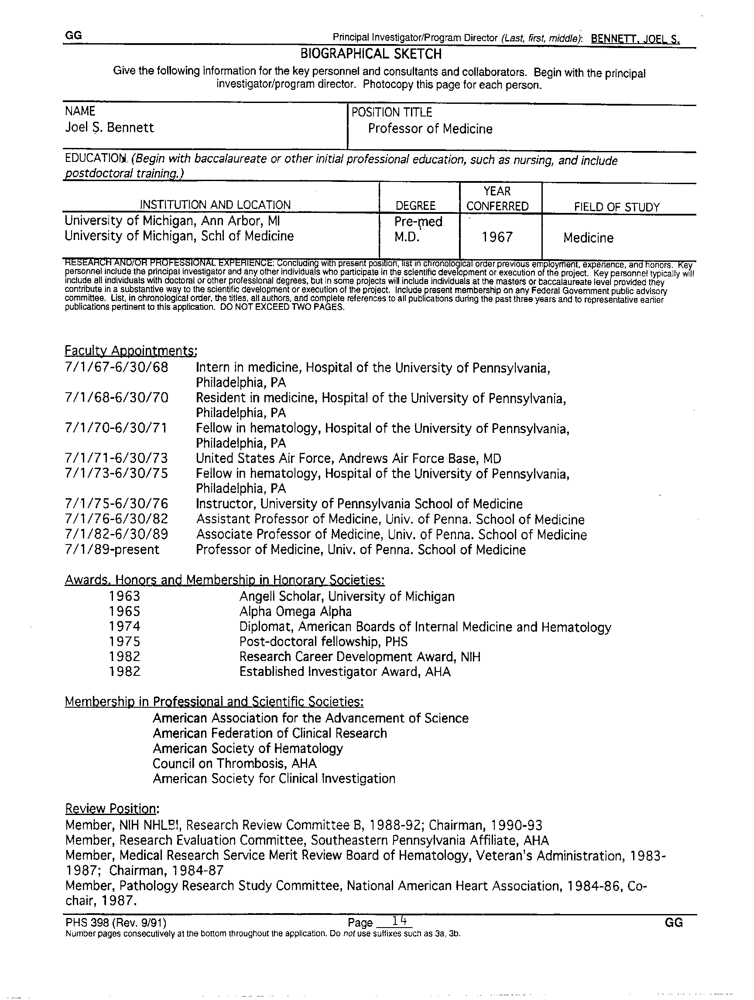 GG
Principal Investigator/Program Director (Last, first, middle): BENNETT, JOEL S.
BIOGRAPHICAL SKETCH
Give the following information for the key personnel and consultants and collaborators. Begin with the principal
investigator/program director. Photocopy this page for each person.
NAME
POSITION TITLE
Joel S. Bennett
Professor of Medicine
EDUCATION (Begin with baccalaureate or other initial professional education, such as nursing, and include
postdoctoral training.)
INSTITUTION AND LOCATION DEGREE YEAR CONFERRED FIELD OF STUDY
University of Michigan, Ann Arbor, MI Pre-med
University of Michigan, Schl of Medicine M.D. 1967 Medicine
RESEARCH AND/OR PROFESSIONAL EXPERIENCE: Concluding with present position, list in chronological order previous employment, experience, and honors. Key
personnel include the principal investigator and any other individuals who participate in the scientific development or execution of the project. Key personnel typically will
include all individuals with doctoral or other professional degrees, but in some projects will include individuals at the masters or baccalaureate level provided they
contribute in a substantive way to the scientific development or execution of the project. Include present membership on any Federal Government public advisory
committee. List, in chronological order, the titles, all authors, and complete references to all publications during the past three years and to representative earlier
publications pertinent to this application. DO NOT EXCEED TWO PAGES.
Faculty Appointments:
7/1/67-6/30/68 Intern in medicine, Hospital of the University of Pennsylvania,
Philadelphia, PA
7/1/68-6/30/70 Resident in medicine, Hospital of the University of Pennsylvania,
Philadelphia, PA
7/1/70-6/30/71 Fellow in hematology, Hospital of the University of Pennsylvania,
Philadelphia, PA
7/1/71-6/30/73 United States Air Force, Andrews Air Force Base, MD
7/1/73-6/30/75 Fellow in hematology, Hospital of the University of Pennsylvania,
Philadelphia, PA
7/1/75-6/30/76 Instructor, University of Pennsylvania School of Medicine
7/1/76-6/30/82 Assistant Professor of Medicine, Univ. of Penna. School of Medicine
7/1/82-6/30/89 Associate Professor of Medicine, Univ. of Penna. School of Medicine
7/1/89-present Professor of Medicine, Univ. of Penna. School of Medicine
Awards, Honors and Membership in Honorary Societies:
1963 Angell Scholar, University of Michigan
1965 Alpha Omega Alpha
1974 Diplomat, American Boards of Internal Medicine and Hematology
1975 Post-doctoral fellowship, PHS
1982 Research Career Development Award, NIH
1982 Established Investigator Award, AHA
Membership in Professional and Scientific Societies:
American Association for the Advancement of Science
American Federation of Clinical Research
American Society of Hematology
Council on Thrombosis, AHA
American Society for Clinical Investigation
Review Position:
Member, NIH NHLBI, Research Review Committee B, 1988-92; Chairman, 1990-93
Member, Research Evaluation Committee, Southeastern Pennsylvania Affiliate, AHA
Member, Medical Research Service Merit Review Board of Hematology, Veteran's Administration, 1983-
1987; Chairman, 1984-87
Member, Pathology Research Study Committee, National American Heart Association, 1984-86, Co-
chair, 1987.
PHS 398 (Rev. 9/91) Page 14 GG
Number pages consecutively at the bottom throughout the application. Do not use suffixes such as 3a, 3b.